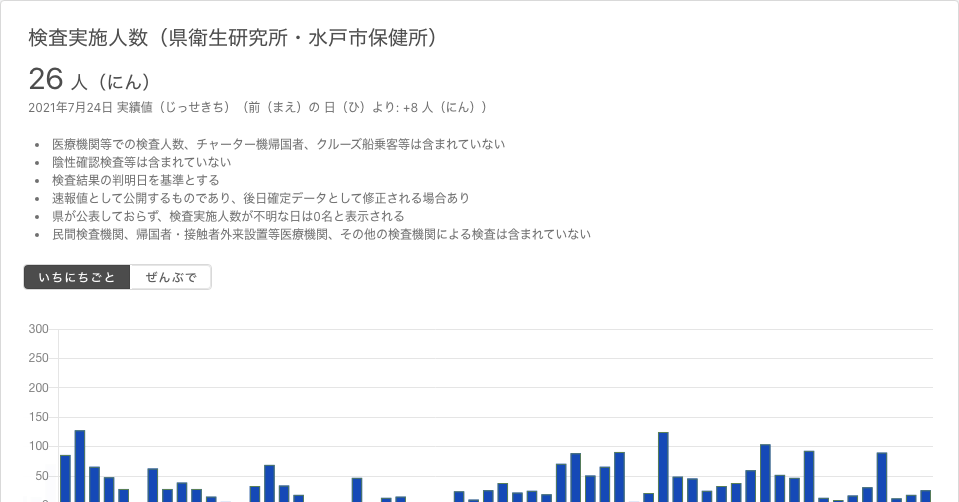 検査実施人数（県衛生研究所・水戸市保健所）
26 人（にん）
2021年7月24日 実績値（じっせきち）（前（まえ）の 日（ひ）より: +8 人（にん））
• 医療機関等での検査人数、チャーター機帰国者、クルーズ船乗客等は含まれていない
• 陰性確認検査等は含まれていない
• 検査結果の判明日を基準とする
• 速報値として公開するものであり、後日確定データとして修正される場合あり
• 県が公表しておらず、検査実施人数が不明な日は0名と表示される
• 民間検査機関、帰国者・接触者外来設置等医療機関、その他の検査機関による検査は含まれていない
いちにちごと ぜんぶで
300
250
200
150
100
50
0